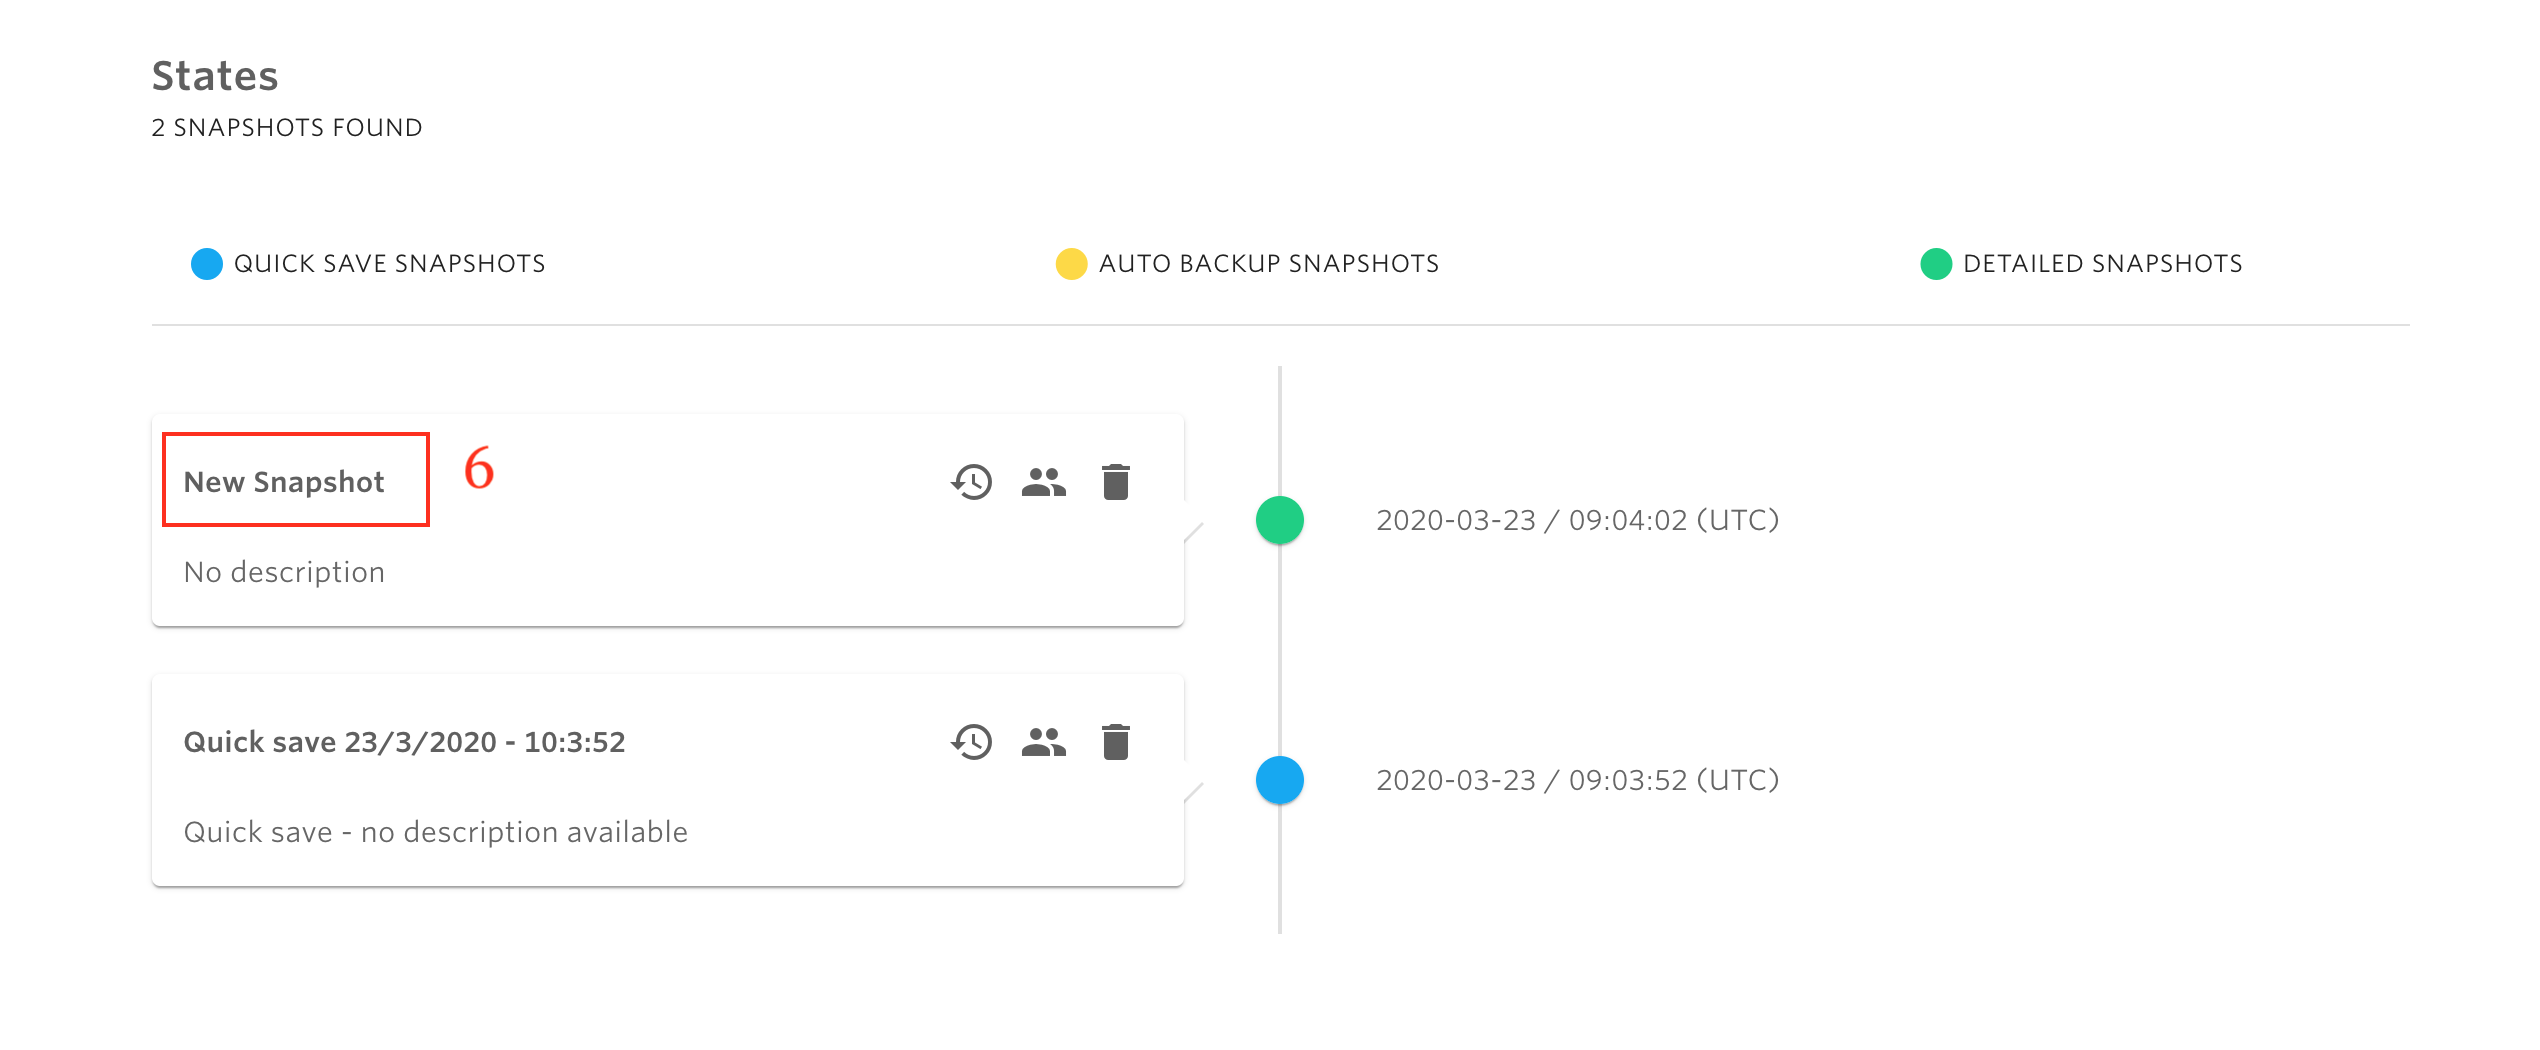 States
2 SNAPSHOTS FOUND
QUICK SAVE SNAPSHOTS
AUTO BACKUP SNAPSHOTS
DETAILED SNAPSHOTS
New Snapshot
6
No description
2020-03-23 / 09:04:02 (UTC)
Quick save 23/3/2020 - 10:3:52
Quick save - no description available
2020-03-23 / 09:03:52 (UTC)